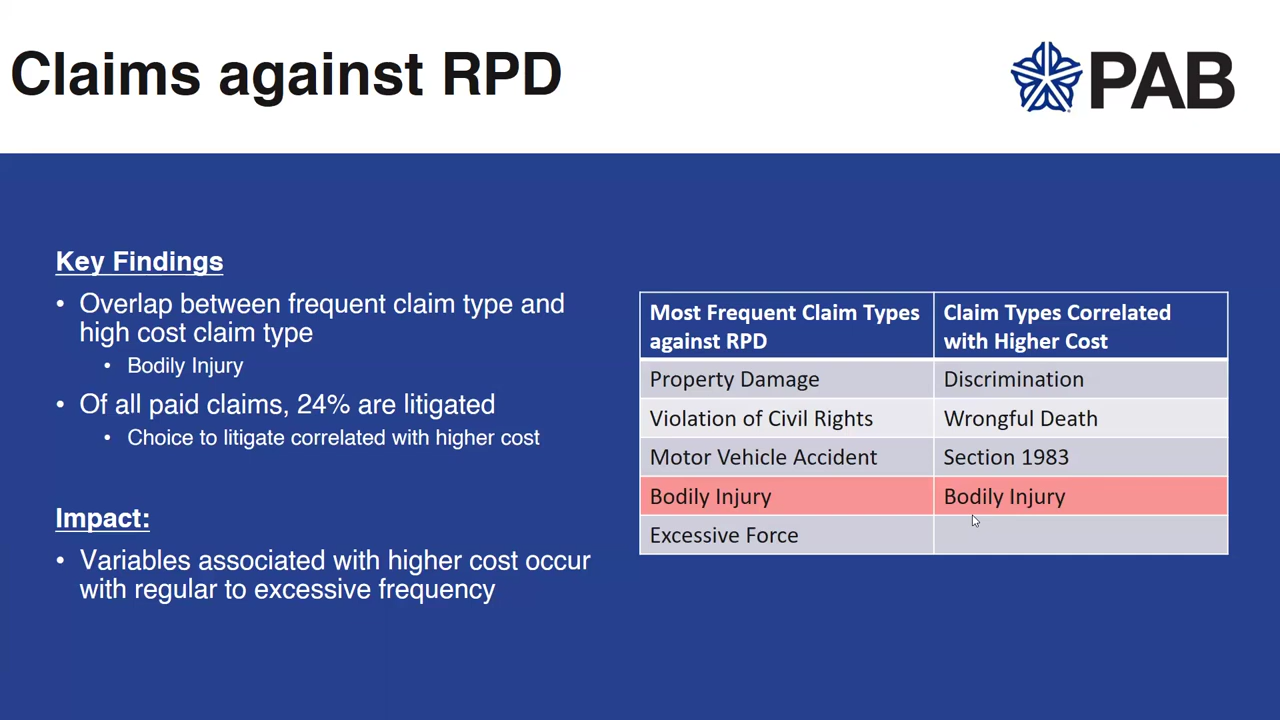 Claims against RPD
PAB
Key Findings
• Overlap between frequent claim type and
high cost claim type
• Bodily Injury
• Of all paid claims, 24% are litigated
• Choice to litigate correlated with higher cost
Impact:
• Variables associated with higher cost occur
with regular to excessive frequency
Most Frequent Claim Types
against RPD
Claim Types Correlated
with Higher Cost
Property Damage
Discrimination
Violation of Civil Rights
Wrongful Death
Motor Vehicle Accident
Section 1983
Bodily Injury
Bodily Injury
Excessive Force